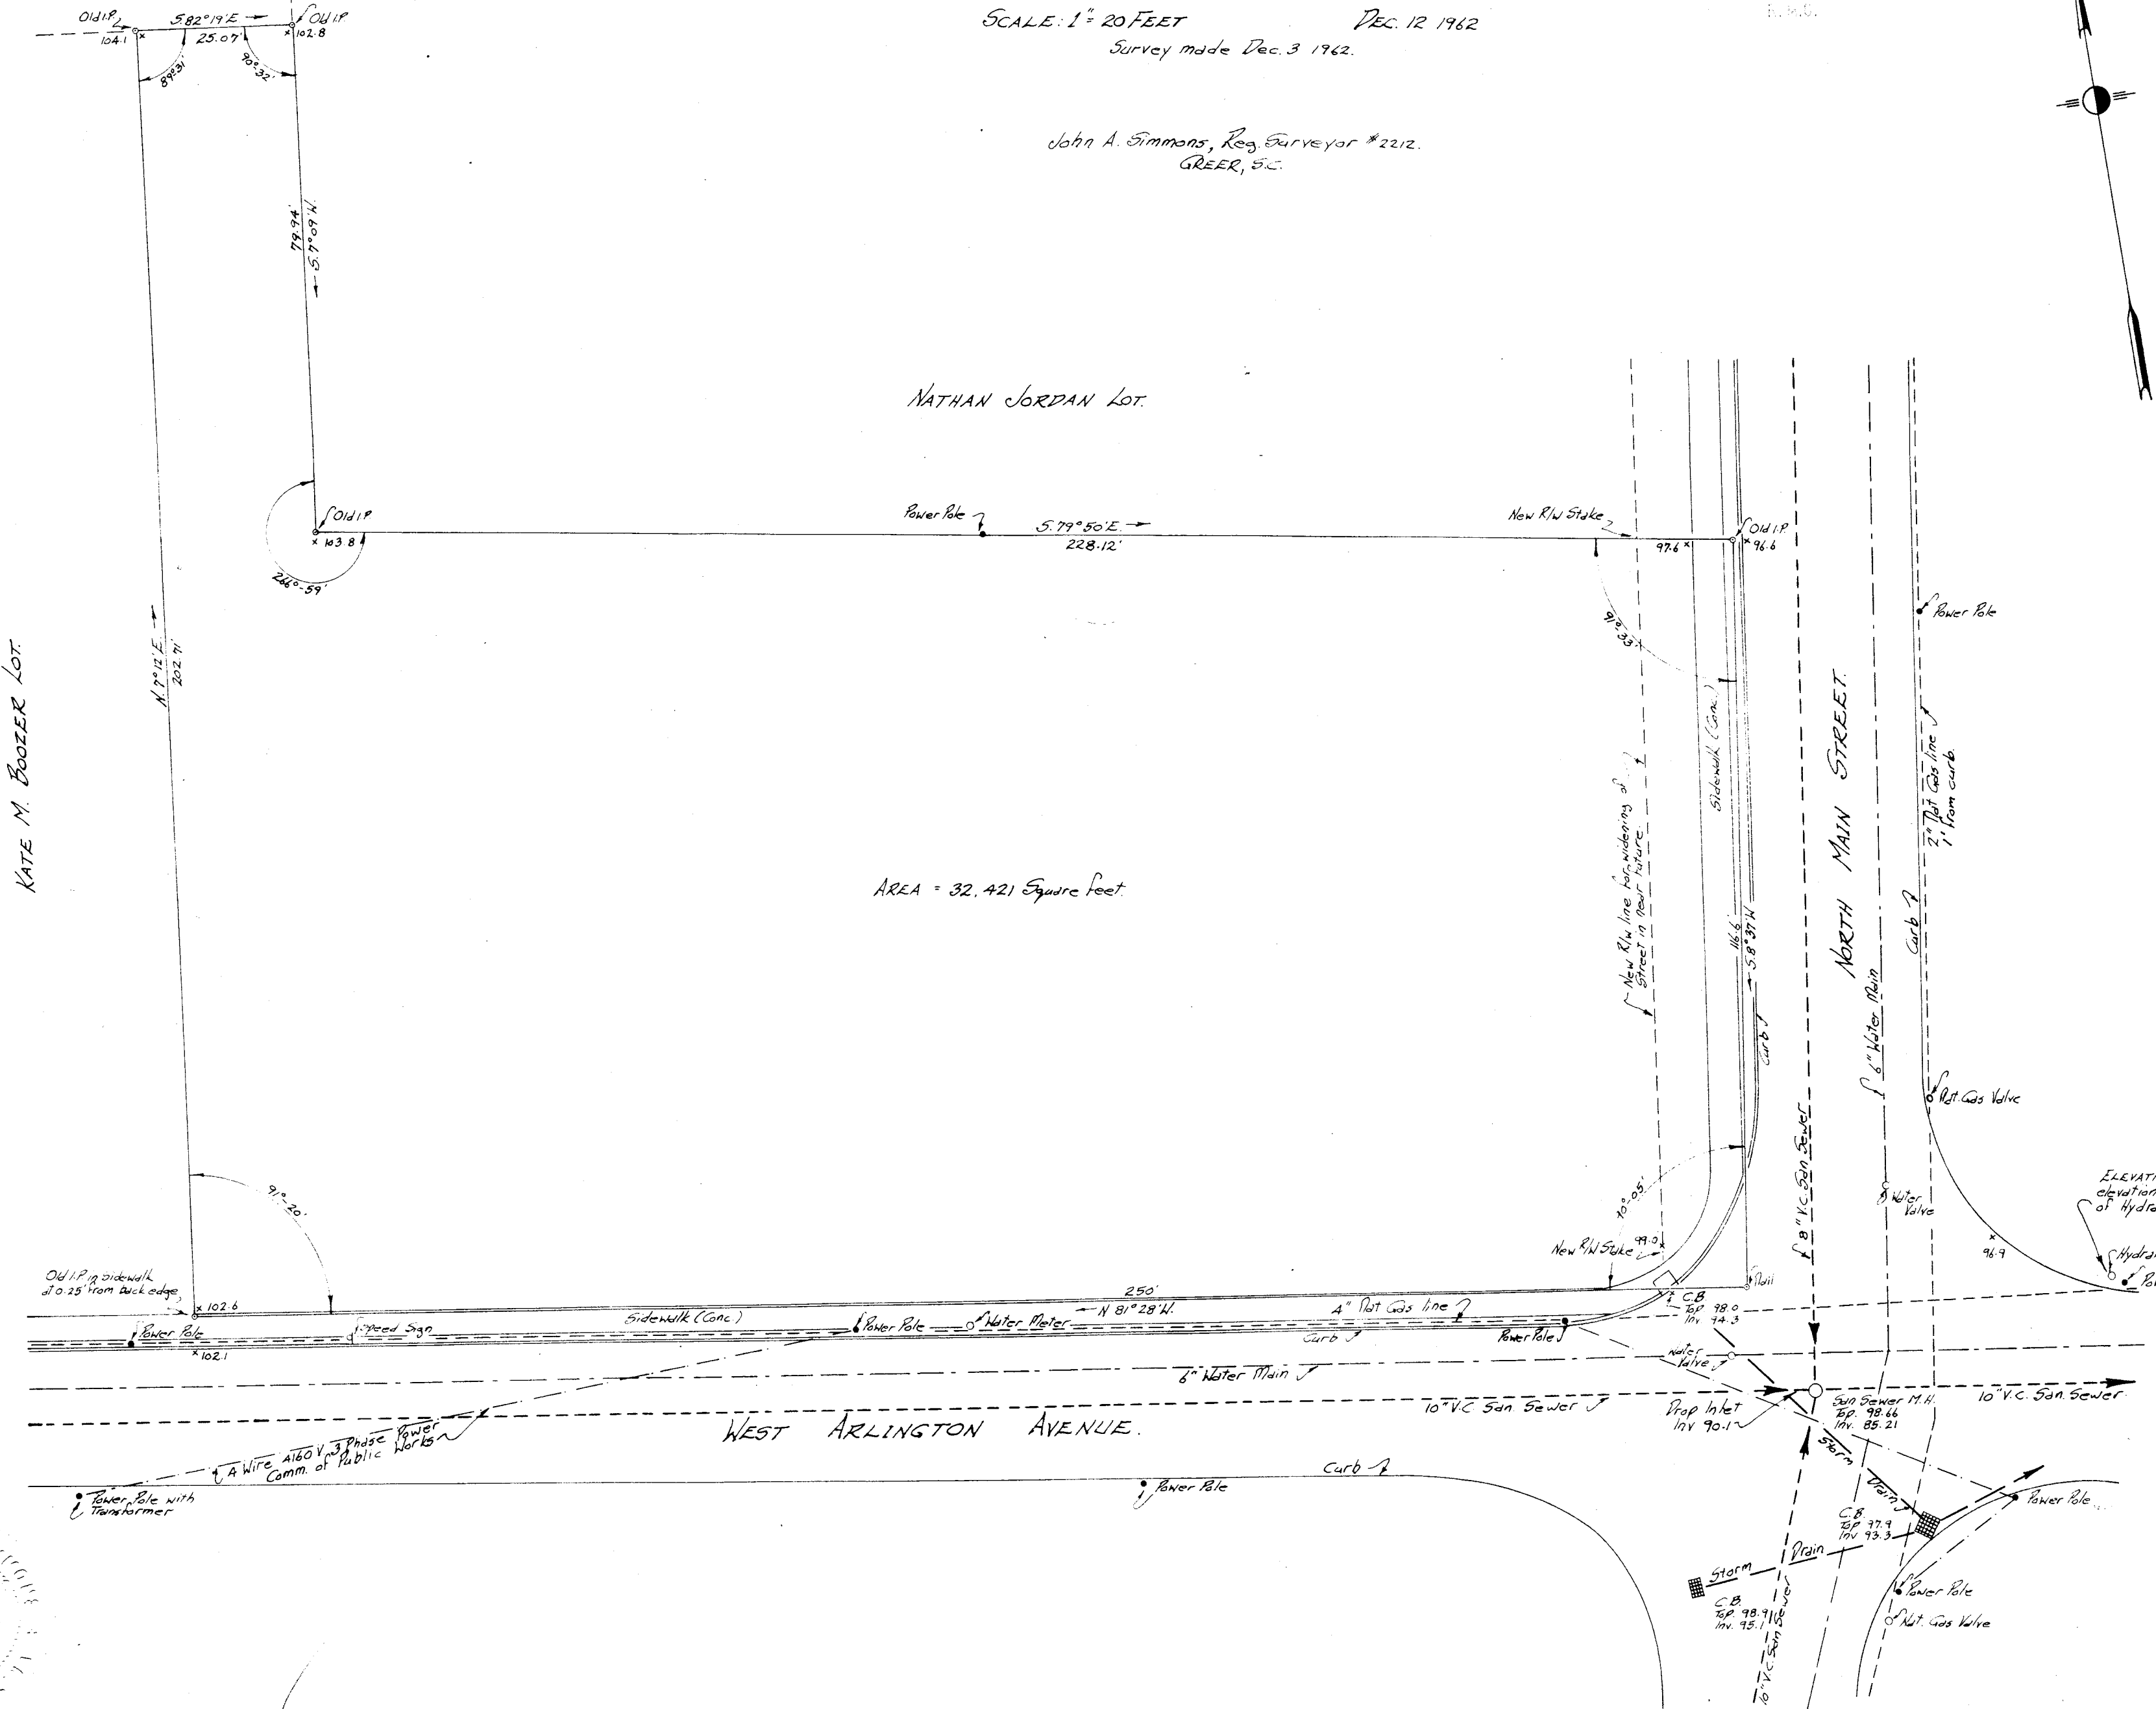 SCALE: 1" = 20 FEET DEC. 12 1962
Survey made Dec. 3 1962.
John A. Simmons, Reg. Surveyor #2212.
GREER, S.C.
Old I.P.
S.82°19'E
Old I.P.
104.1
25.07'
102.8
89°31'
90°-32'
79.94'
S.7°09'W.
NATHAN JORDAN LOT.
Old I.P.
103.8
266°-59'
Power Pole
S.79°50'E.
228.12'
New R/W Stake
Old I.P.
97.6
96.6
91°-33'
Power Pole
N.7°12'E.
202.71'
KATE M. BOOZER LOT.
Sidewalk (Conc.)
NORTH MAIN STREET.
2" Nat Gas line
1' from curb.
New R/W line for widening of
Street in near future.
AREA = 32,421 Square feet.
116.6'
S.8°37'W
Curb
Curb
6" Water Main
8" V.C. San Sewer
Nat. Gas Valve
91°-20'
90°-05'
Water
Valve
ELEVATI
elevation
of Hydra
96.9
Hydra
Po
New R/W Stake
99.0
Nail
Old I.P. in sidewalk
at 0.25' from back edge
102.6
250'
N 81°28'W.
Sidewalk (Conc.)
4" Nat Gas line
C.B.
Top 98.0
Inv 94.3
Power Pole
Speed Sign
Power Pole
Water Meter
Curb
Power Pole
102.1
Water
Valve
6" Water Main
10" V.C. San. Sewer
Drop Inlet
Inv 90.1
San Sewer M.H.
Top. 98.66
Inv. 85.21
10" V.C. San. Sewer
WEST ARLINGTON AVENUE.
4 Wire 4160 V 3 Phase Power
Comm. of Public Works
Curb
Power Pole with
Transformer
Power Pole
Storm Drain
Power Pole
C.B.
Top 97.9
Inv 93.3
Storm Drain
C.B.
Top. 98.9
Inv. 95.1
10" V.C. San Sewer
Power Pole
Nat. Gas Valve